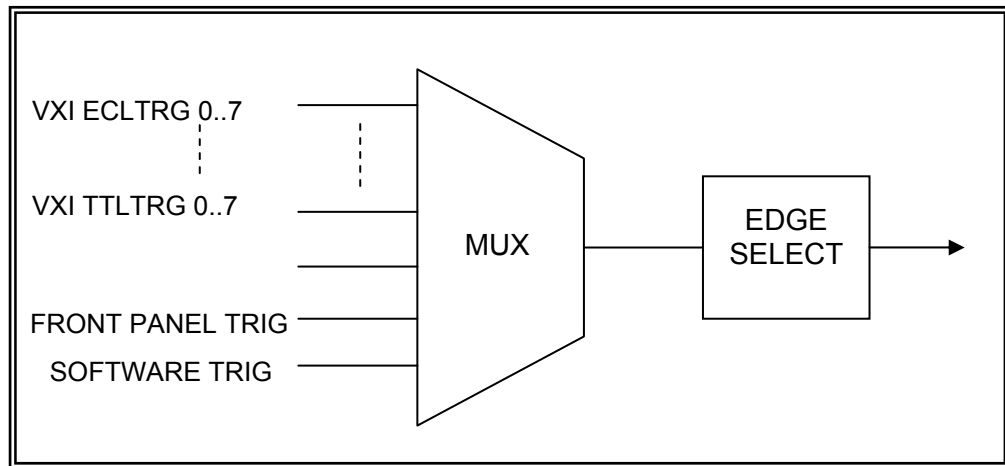 VXI ECLTRG 0..7
VXI TTLTRG 0..7
FRONT PANEL TRIG
SOFTWARE TRIG
MUX
EDGE
SELECT